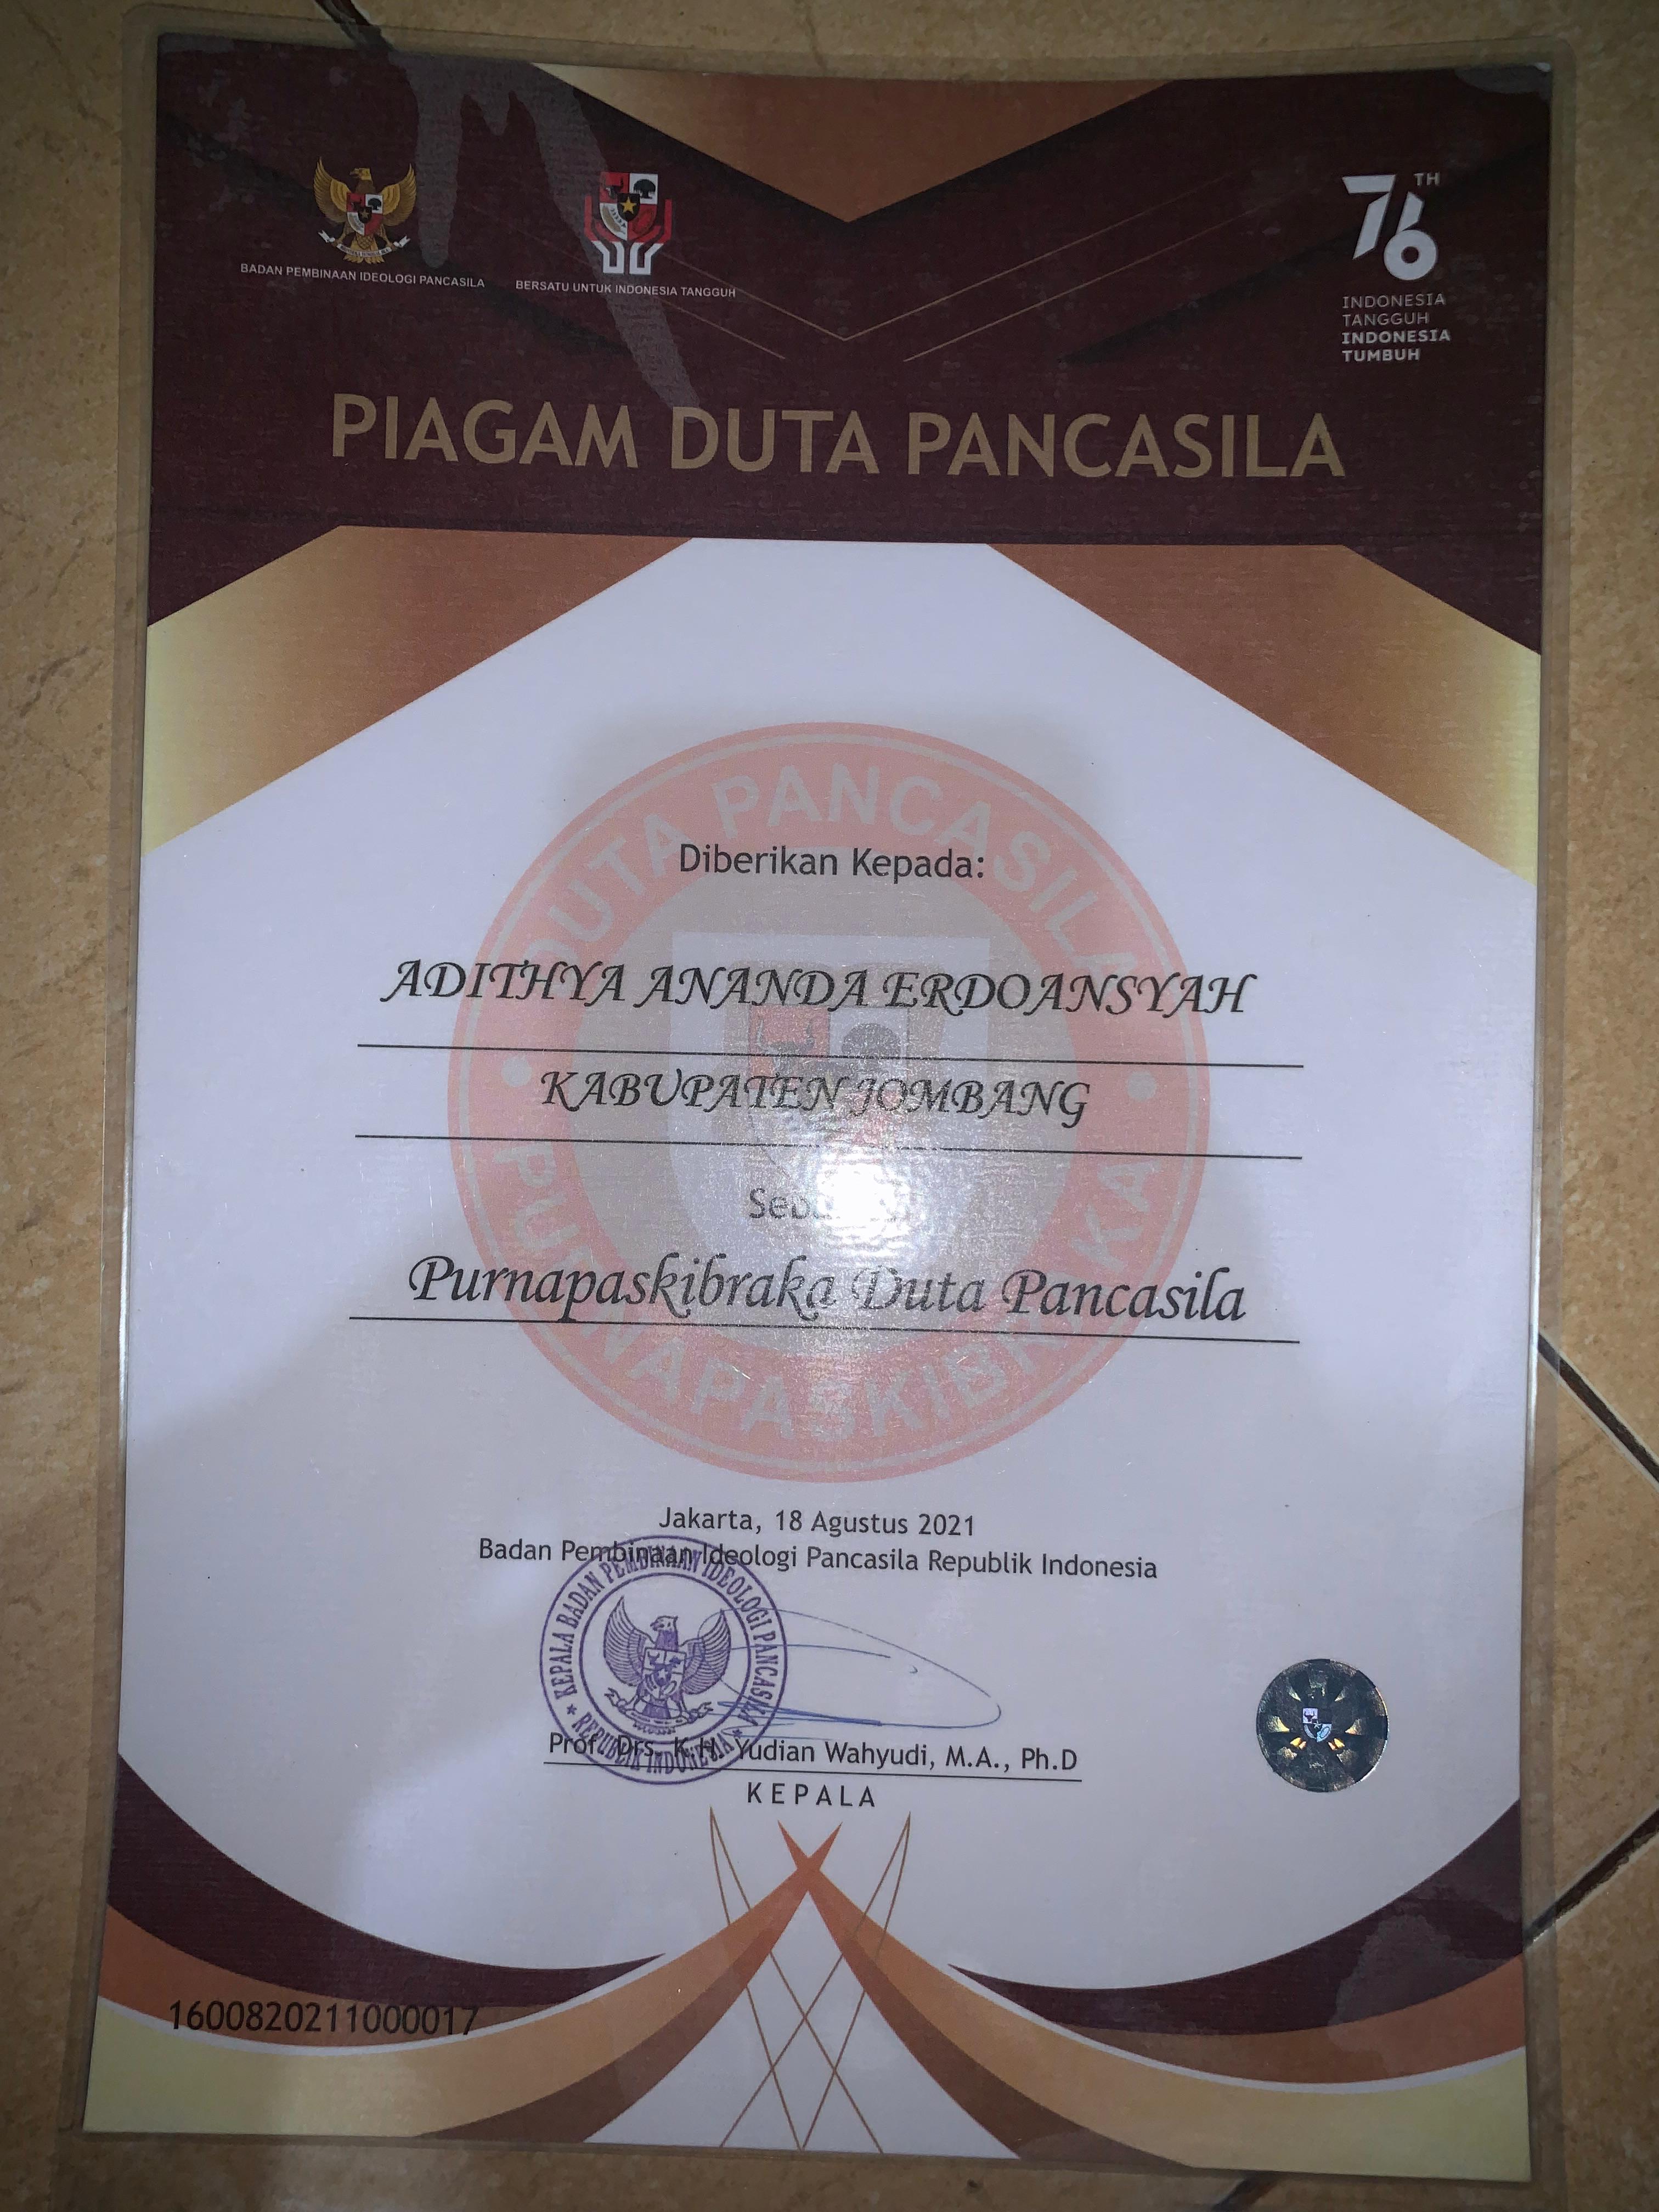 BADAN PEMBINAAN IDEOLOGI PANCASILA
BERSATU UNTUK INDONESIA TANGGUH
76TH
INDONESIA
TANGGUH
INDONESIA
TUMBUH
PIAGAM DUTA PANCASILA
DUTA PANCASILA
PURNAPASKIBRAKA
Diberikan Kepada:
ADITHYA ANANDA ERDOANSYAH
KABUPATEN JOMBANG
Purnapaskibraka Duta Pancasila
Jakarta, 18 Agustus 2021
Badan Pembinaan Ideologi Pancasila Republik Indonesia
KEPALA BADAN PEMBINAAN IDEOLOGI PANCASILA
* REPUBLIK INDONESIA *
Prof. Drs. K.H. Yudian Wahyudi, M.A., Ph.D
KEPALA
1600820211000017